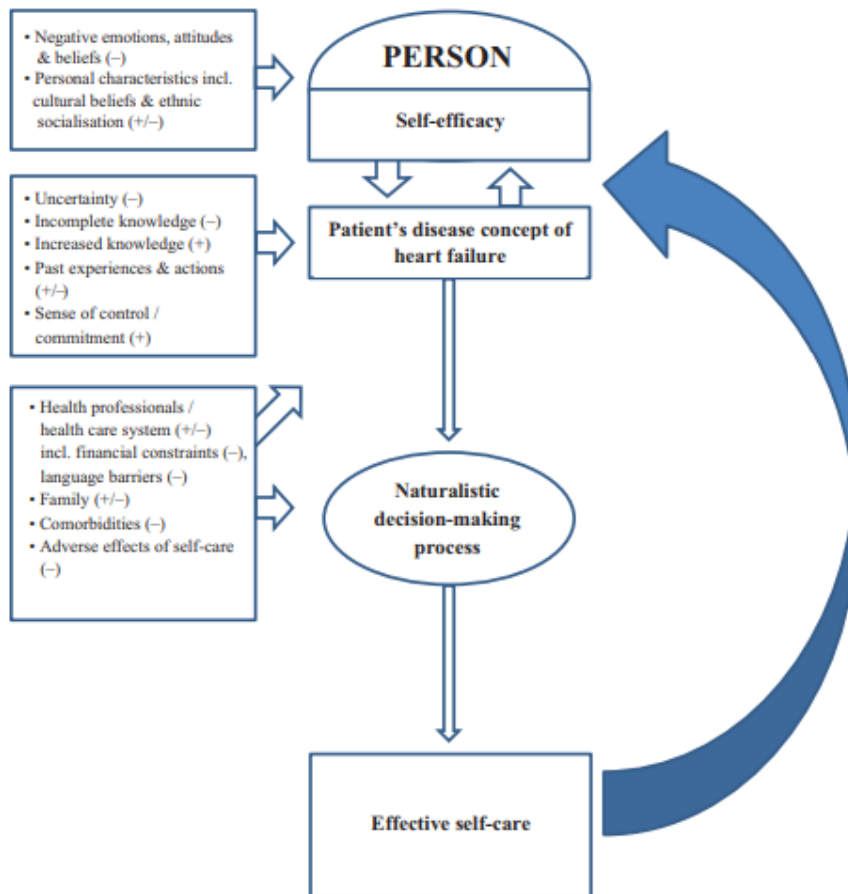 • Negative emotions, attitudes
& beliefs (–)
• Personal characteristics incl.
cultural beliefs & ethnic
socialisation (+/–)
PERSON
Self-efficacy
• Uncertainty (–)
• Incomplete knowledge (–)
• Increased knowledge (+)
• Past experiences & actions
(+/–)
• Sense of control /
commitment (+)
Patient's disease concept of
heart failure
• Health professionals /
health care system (+/–)
incl. financial constraints (–),
language barriers (–)
• Family (+/–)
• Comorbidities (–)
• Adverse effects of self-care
(–)
Naturalistic
decision-making
process
Effective self-care